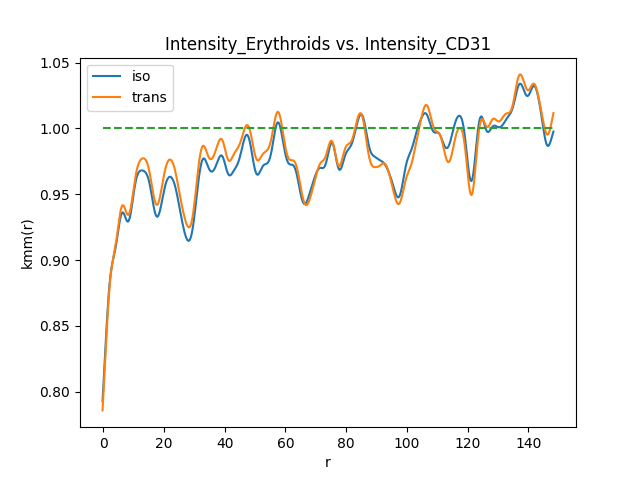 Intensity_Erythroids vs. Intensity_CD31
iso
trans
1.05
1.00
0.95
0.90
0.85
0.80
kmm(r)
0 20 40 60 80 100 120 140
r